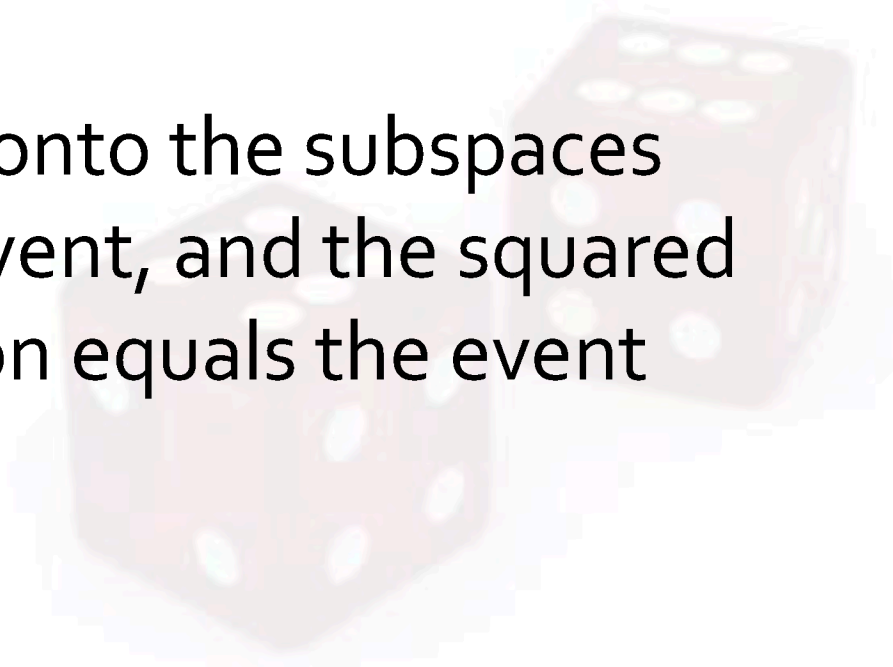 onto the subspaces
vent, and the squared
on equals the event